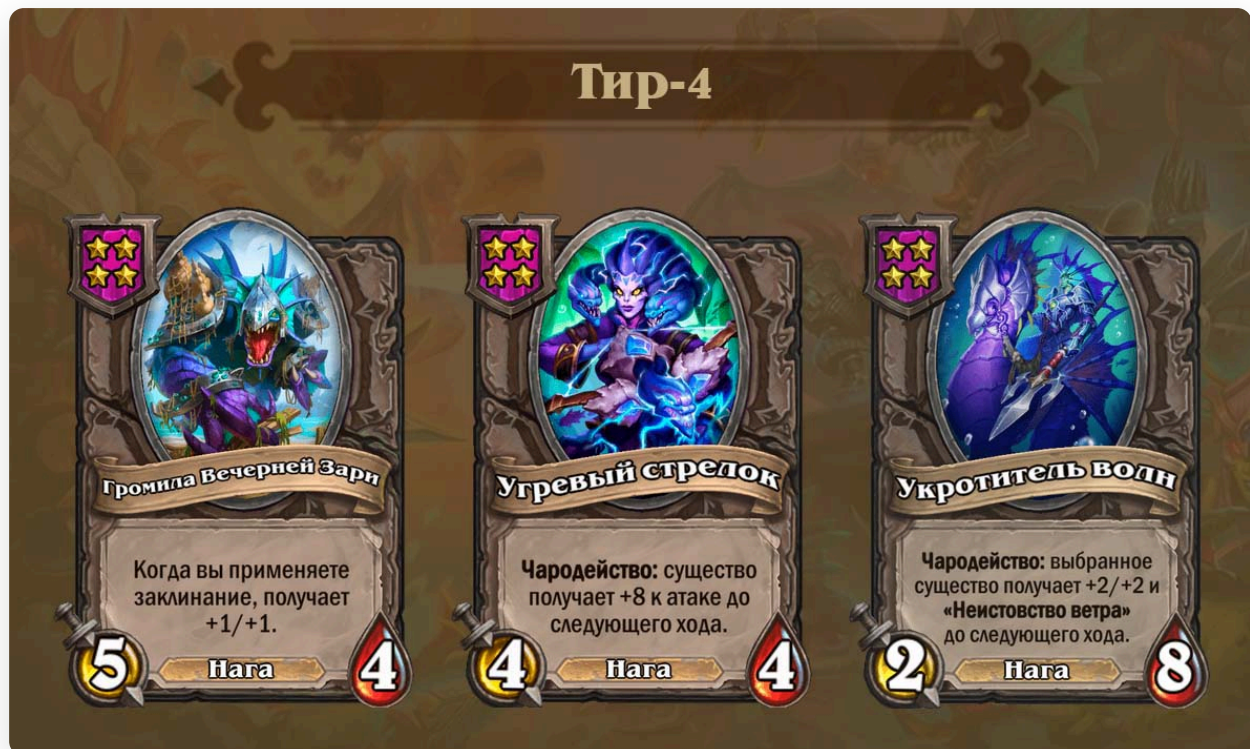 Тир-4
Громила Вечерней Зари
Когда вы применяете
заклинание, получает
+1/+1.
5
Нага
4
Угревый стрелок
Чародейство: существо
получает +8 к атаке до
следующего хода.
4
Нага
4
Укротитель волн
Чародейство: выбранное
существо получает +2/+2 и
«Неистовство ветра»
до следующего хода.
2
Нага
8